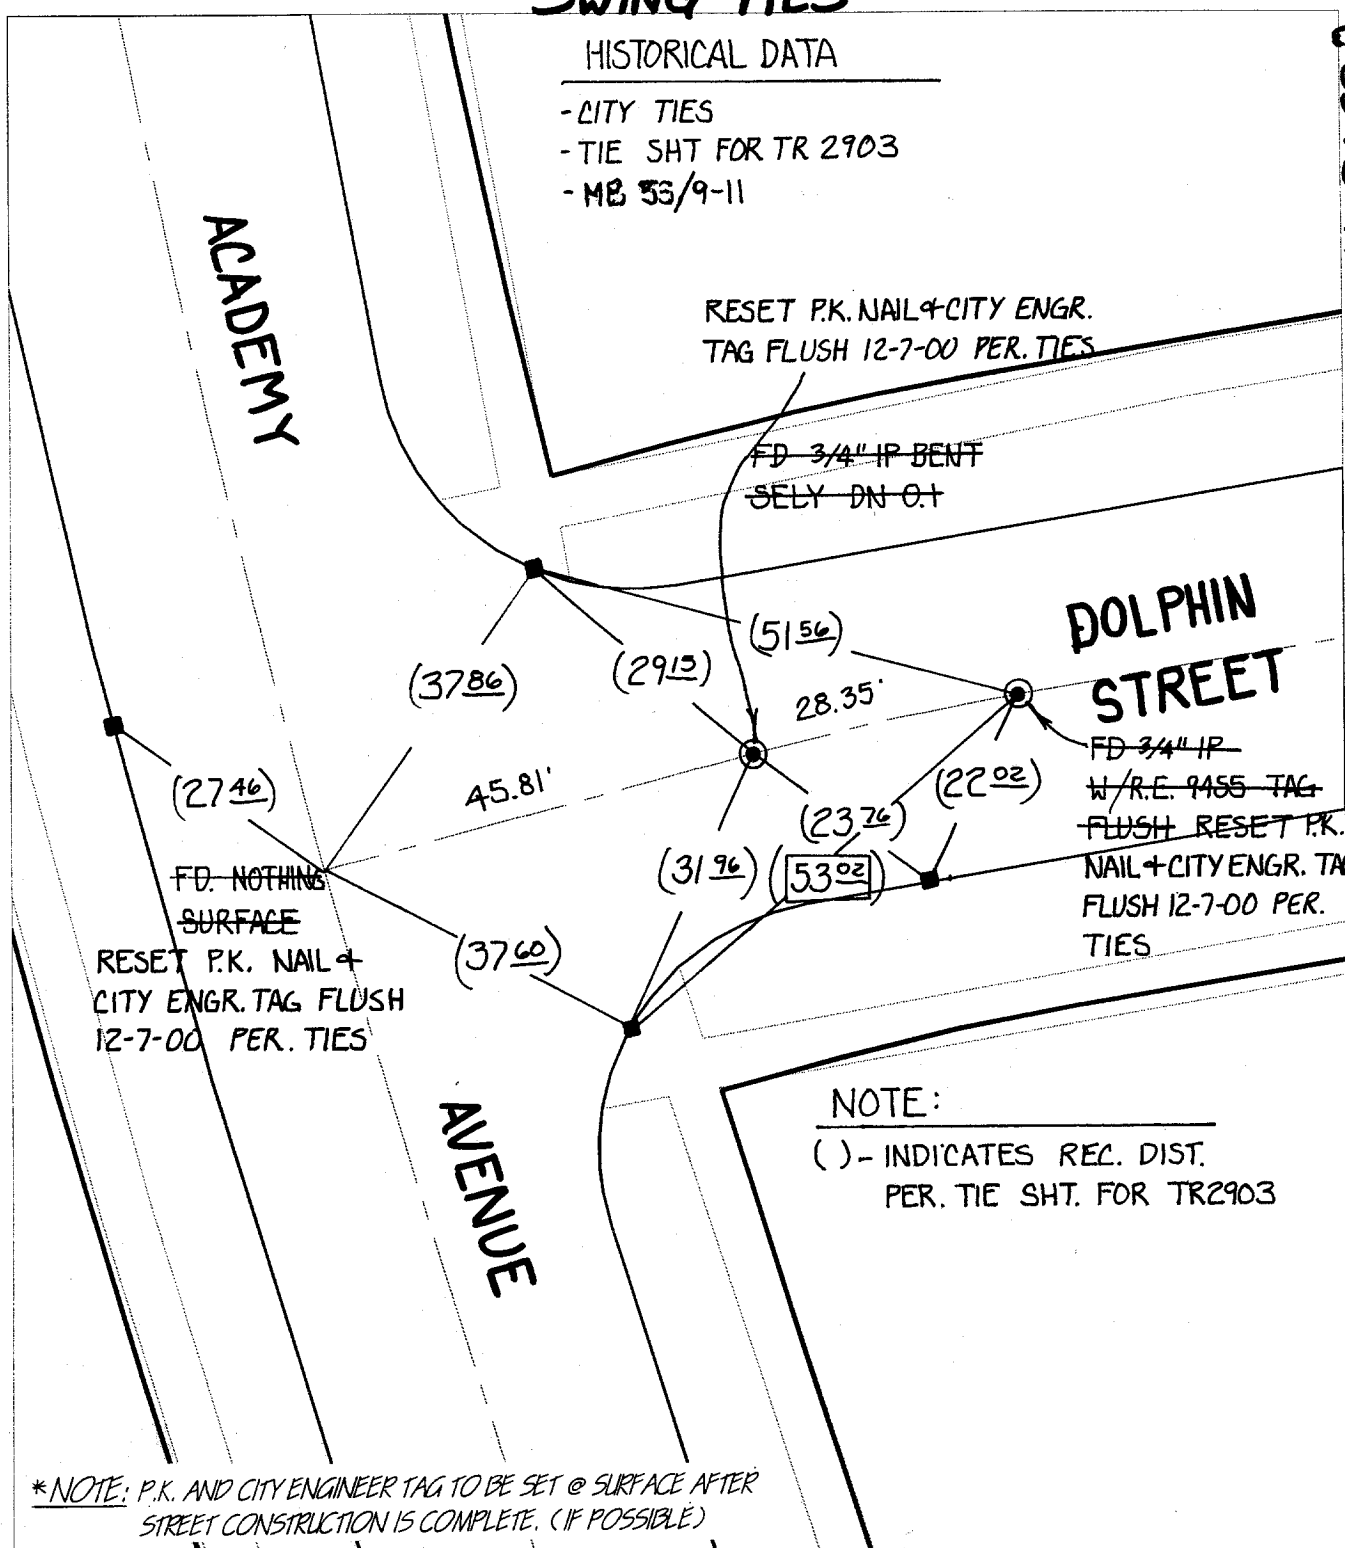 SWING TIES
HISTORICAL DATA
- CITY TIES
- TIE SHT FOR TR 2903
- MB 53/9-11
ACADEMY
RESET P.K. NAIL & CITY ENGR.
TAG FLUSH 12-7-00 PER. TIES
FD 3/4" IP BENT
SELY DN 0.1
DOLPHIN
STREET
(51 56)
(29 15)
(37 86)
28.35'
FD 3/4" IP
W/R.E. 9455 TAG
FLUSH RESET P.K.
NAIL & CITY ENGR. TA
FLUSH 12-7-00 PER.
TIES
(27 46)
45.81'
(22 02)
(23 76)
(31 96)
(53 02)
FD. NOTHING
SURFACE
RESET P.K. NAIL &
CITY ENGR. TAG FLUSH
12-7-00 PER. TIES
(37 60)
AVENUE
NOTE:
( ) - INDICATES REC. DIST.
PER. TIE SHT. FOR TR2903
* NOTE: P.K. AND CITY ENGINEER TAG TO BE SET @ SURFACE AFTER
STREET CONSTRUCTION IS COMPLETE. (IF POSSIBLE)